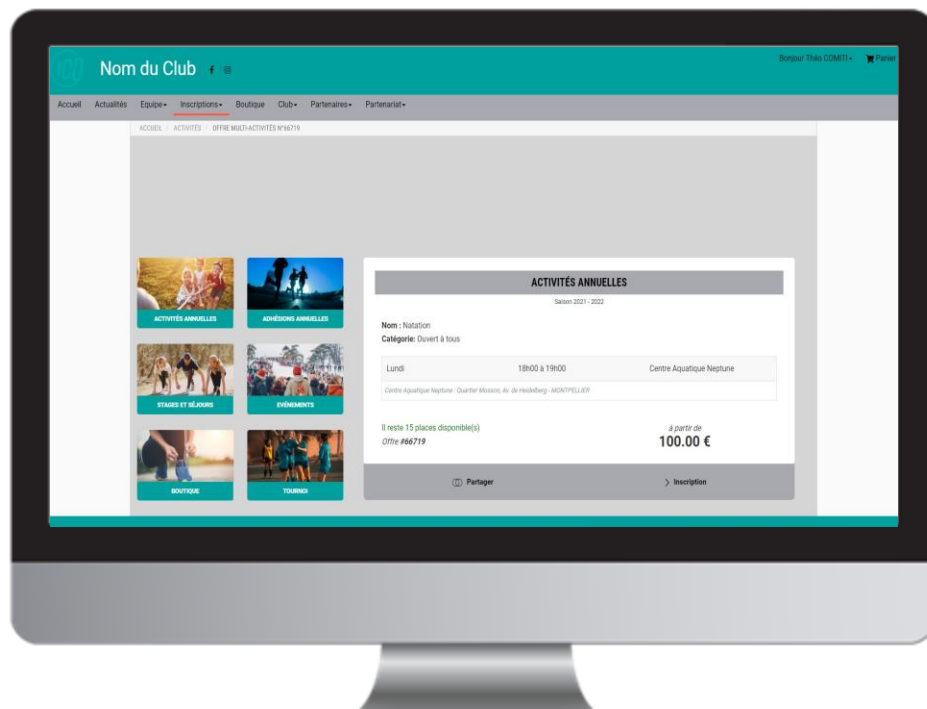 Nom du Club
Bonjour Théo COMITI
Panier
Accueil Actualités Equipe Inscriptions Boutique Club Partenaires Partenariat
ACCUEIL / ACTIVITÉS / OFFRE MULTI-ACTIVITÉS N°66719
ACTIVITÉS ANNUELLES
ADHÉSIONS ANNUELLES
STAGES ET SÉJOURS
EVÉNEMENTS
BOUTIQUE
TOURNOI
ACTIVITÉS ANNUELLES
Saison 2021 - 2022
Nom : Natation
Catégorie: Ouvert à tous
Lundi 18h00 à 19h00 Centre Aquatique Neptune
Centre Aquatique Neptune : Quartier Mosson, Av. de Heidelberg - MONTPELLIER
Il reste 15 places disponible(s)
Offre #66719
à partir de
100.00 €
Partager
Inscription